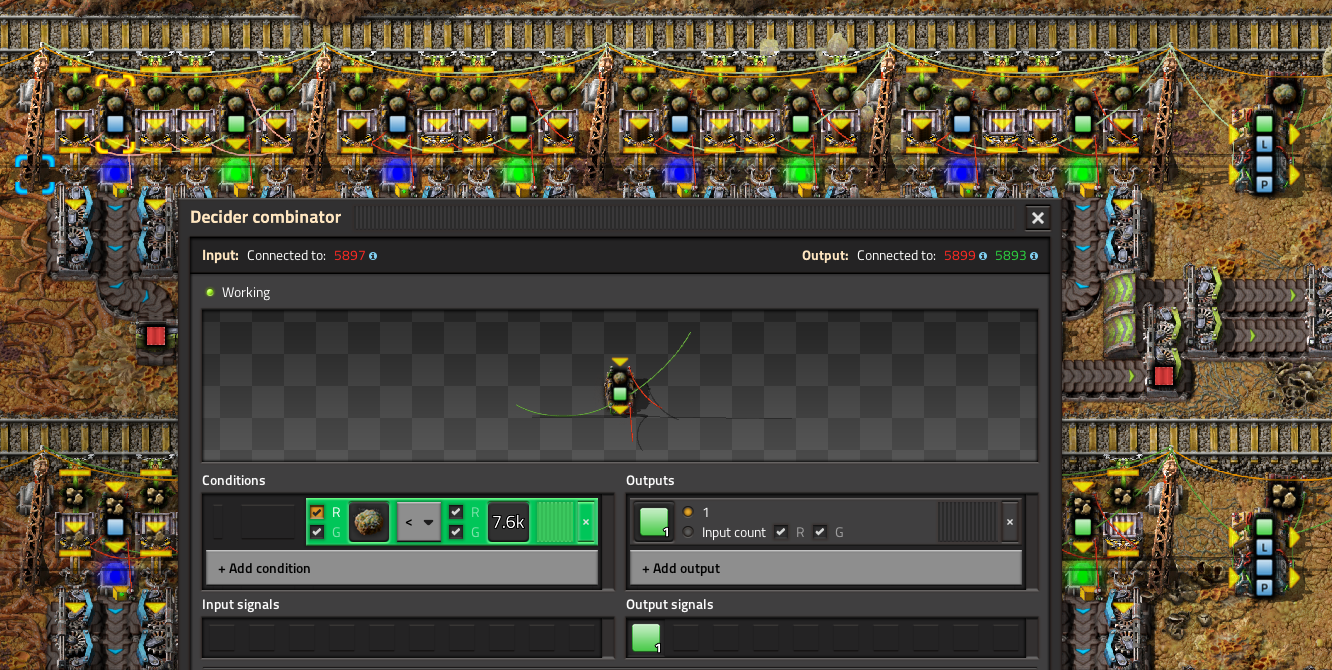 L
P
Decider combinator
Input: Connected to: 5897
Output: Connected to: 5899 5893
Working
Conditions
Outputs
R
G
<
R
G
7.6k
1
1
Input count
R
G
+ Add condition
+ Add output
Input signals
Output signals
1
L
P